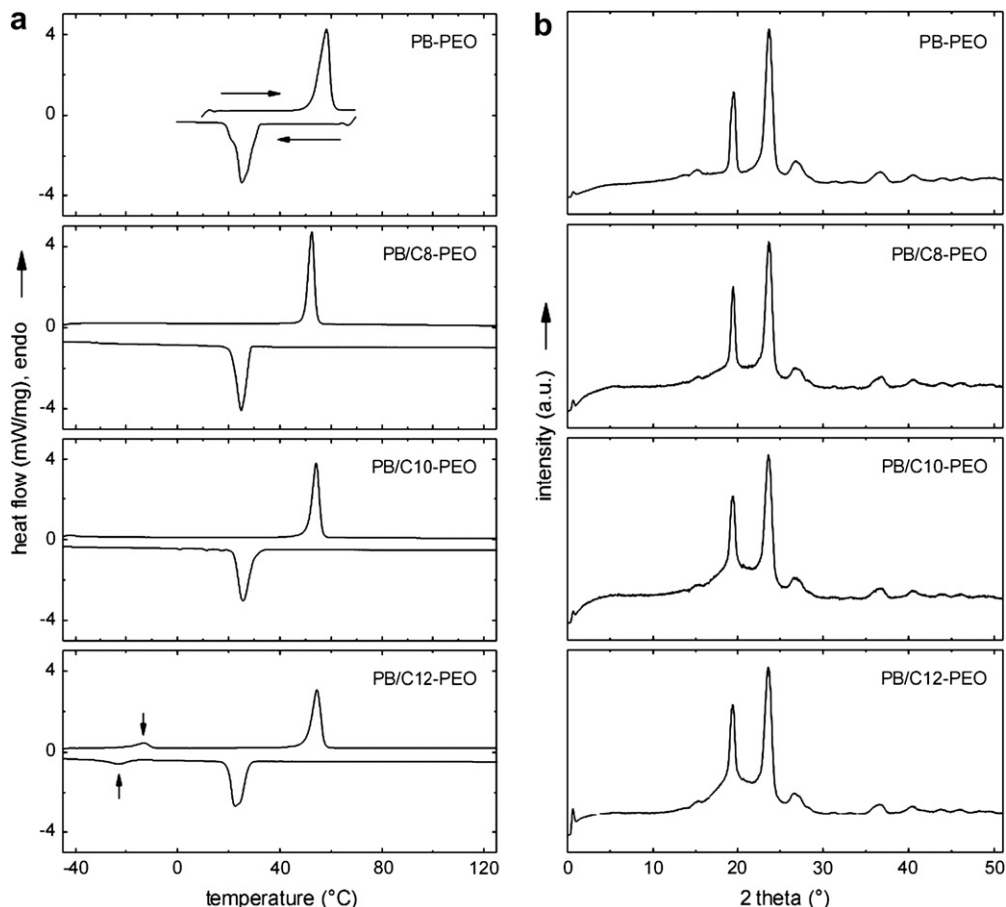 a
PB-PEO
4
0
-4
PB/C8-PEO
4
0
-4
PB/C10-PEO
4
0
-4
PB/C12-PEO
4
0
-4
-40 0 40 80 120
temperature (°C)
heat flow (mW/mg), endo
b
PB-PEO
PB/C8-PEO
PB/C10-PEO
PB/C12-PEO
0 10 20 30 40 50
2 theta (°)
intensity (a.u.)